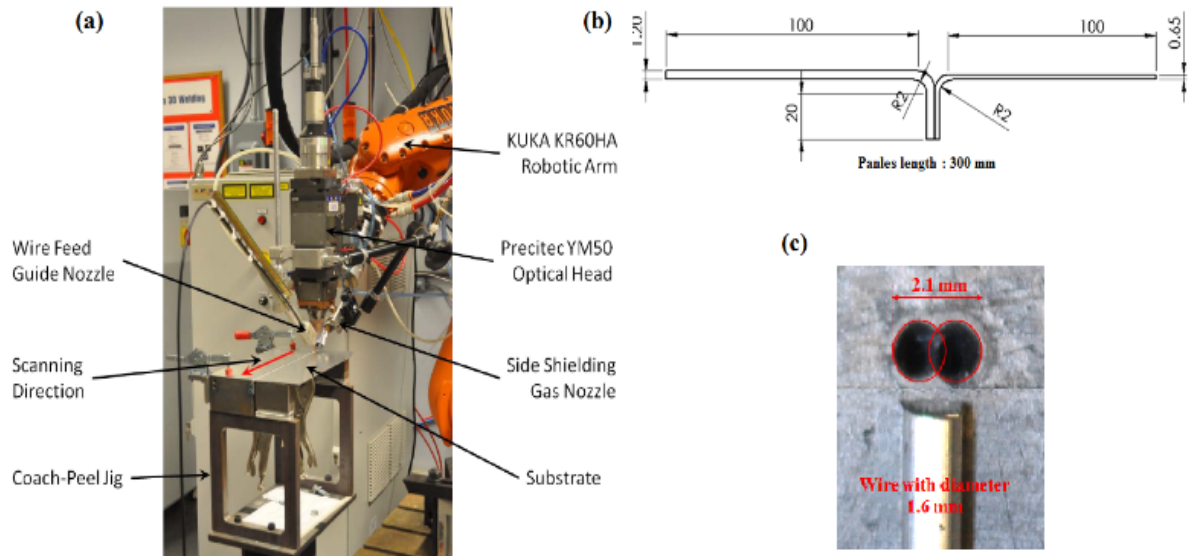 (a)
3D Welding
KUKA KR60HA
Robotic Arm
Wire Feed
Guide Nozzle
Precitec YM50
Optical Head
Scanning
Direction
Side Shielding
Gas Nozzle
Coach-Peel Jig
Substrate
(b)
1.20
100
100
0.65
20
R2
R2
Panles length : 300 mm
(c)
2.1 mm
Wire with diameter
1.6 mm